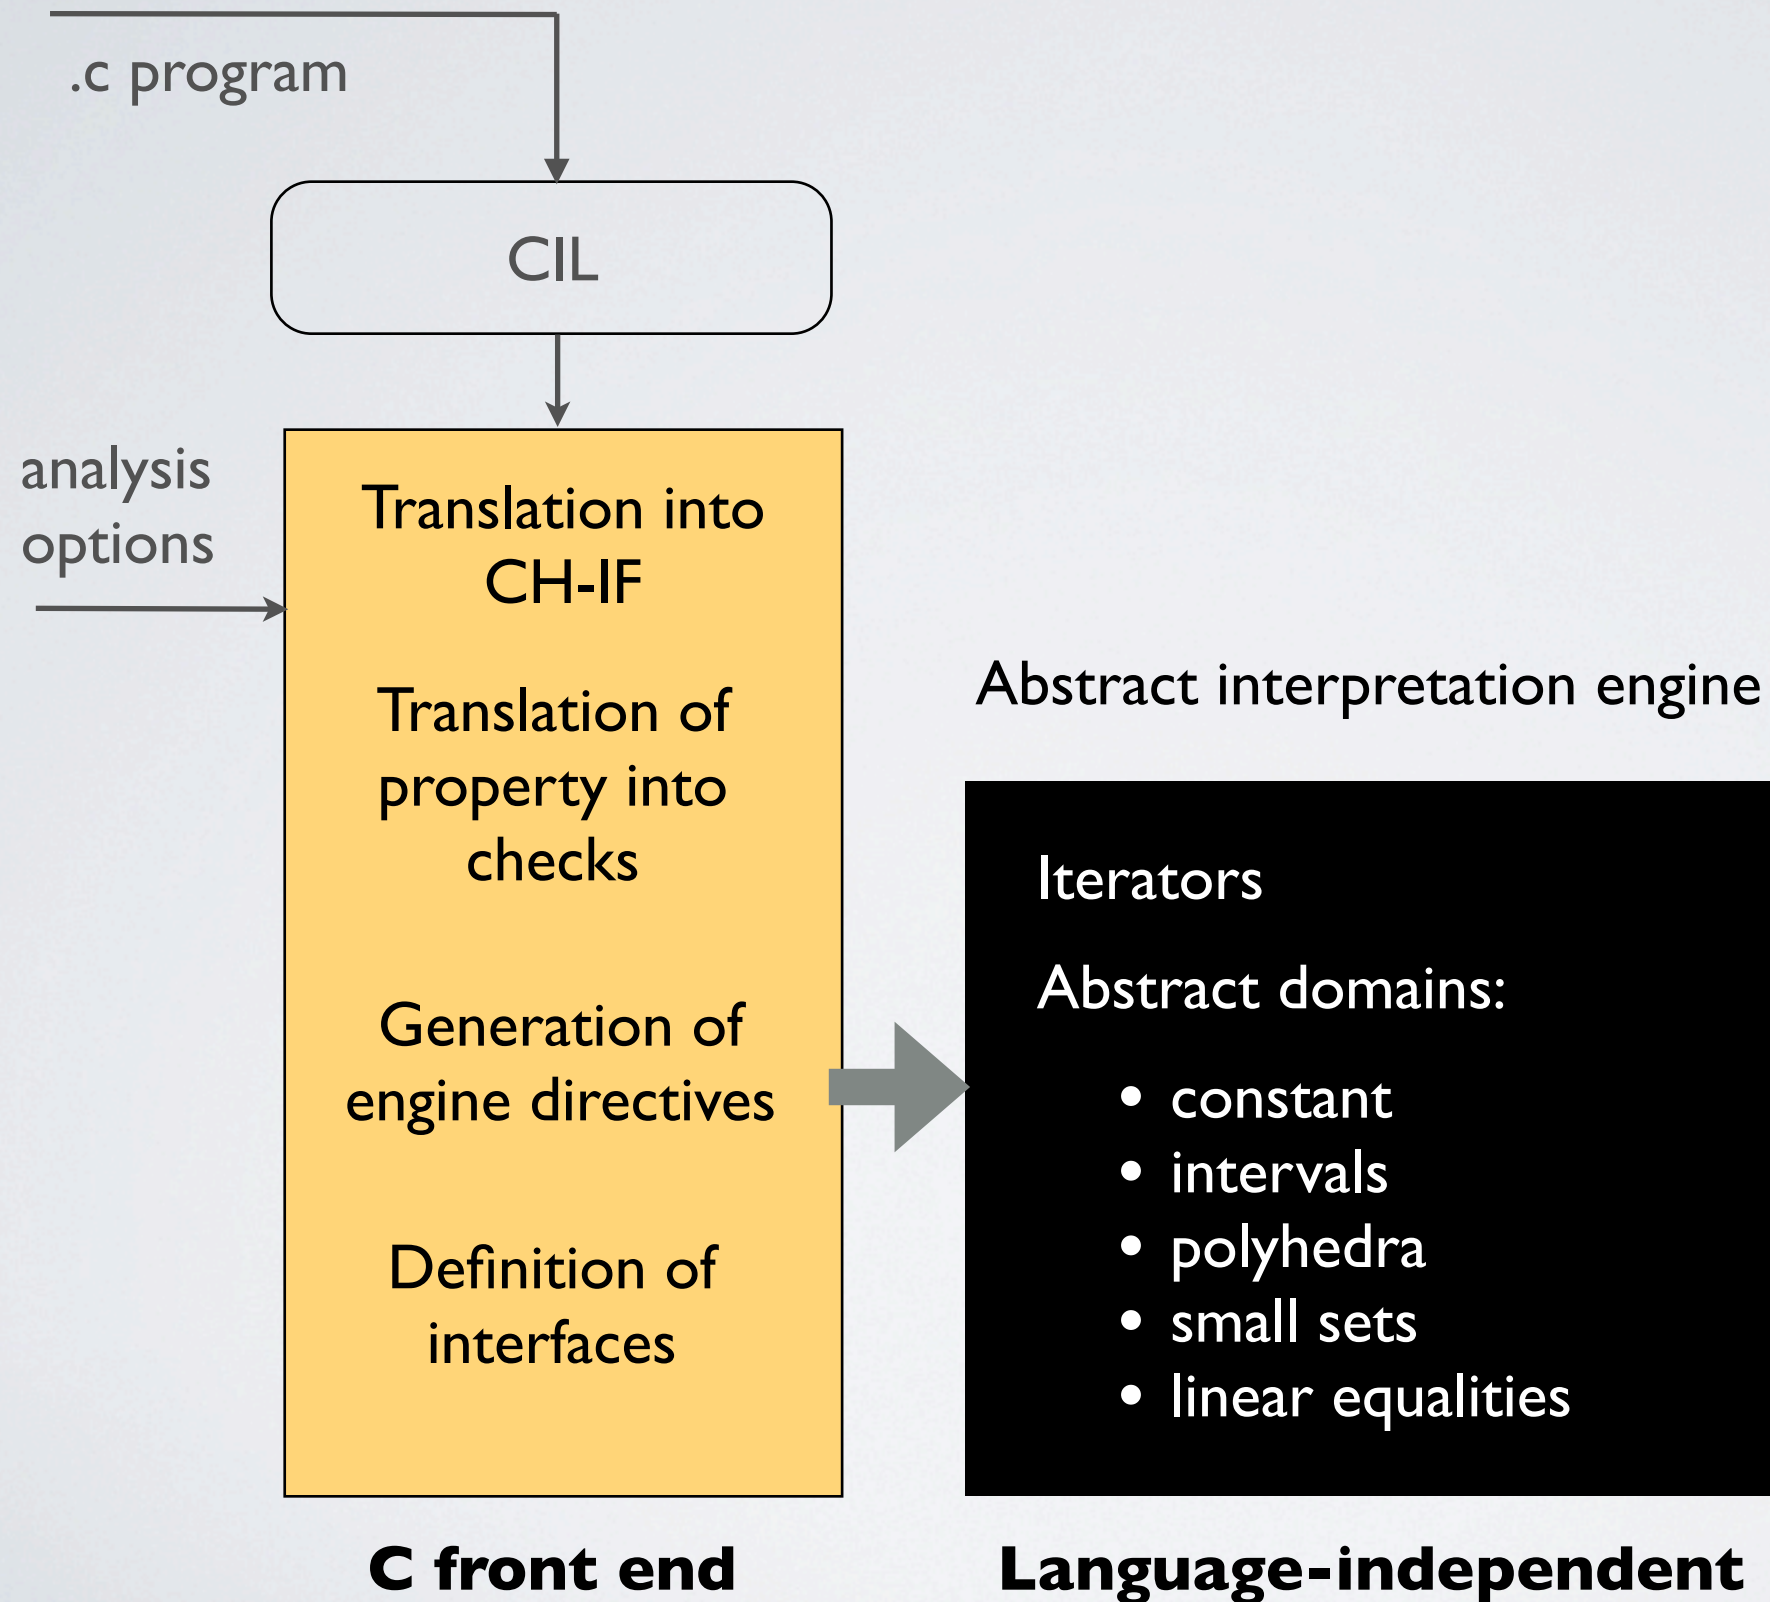 .c program
CIL
analysis
options
Translation into
CH-IF
Translation of
property into
checks
Generation of
engine directives
Definition of
interfaces
C front end
Abstract interpretation engine
Iterators
Abstract domains:
• constant
• intervals
• polyhedra
• small sets
• linear equalities
Language-independent